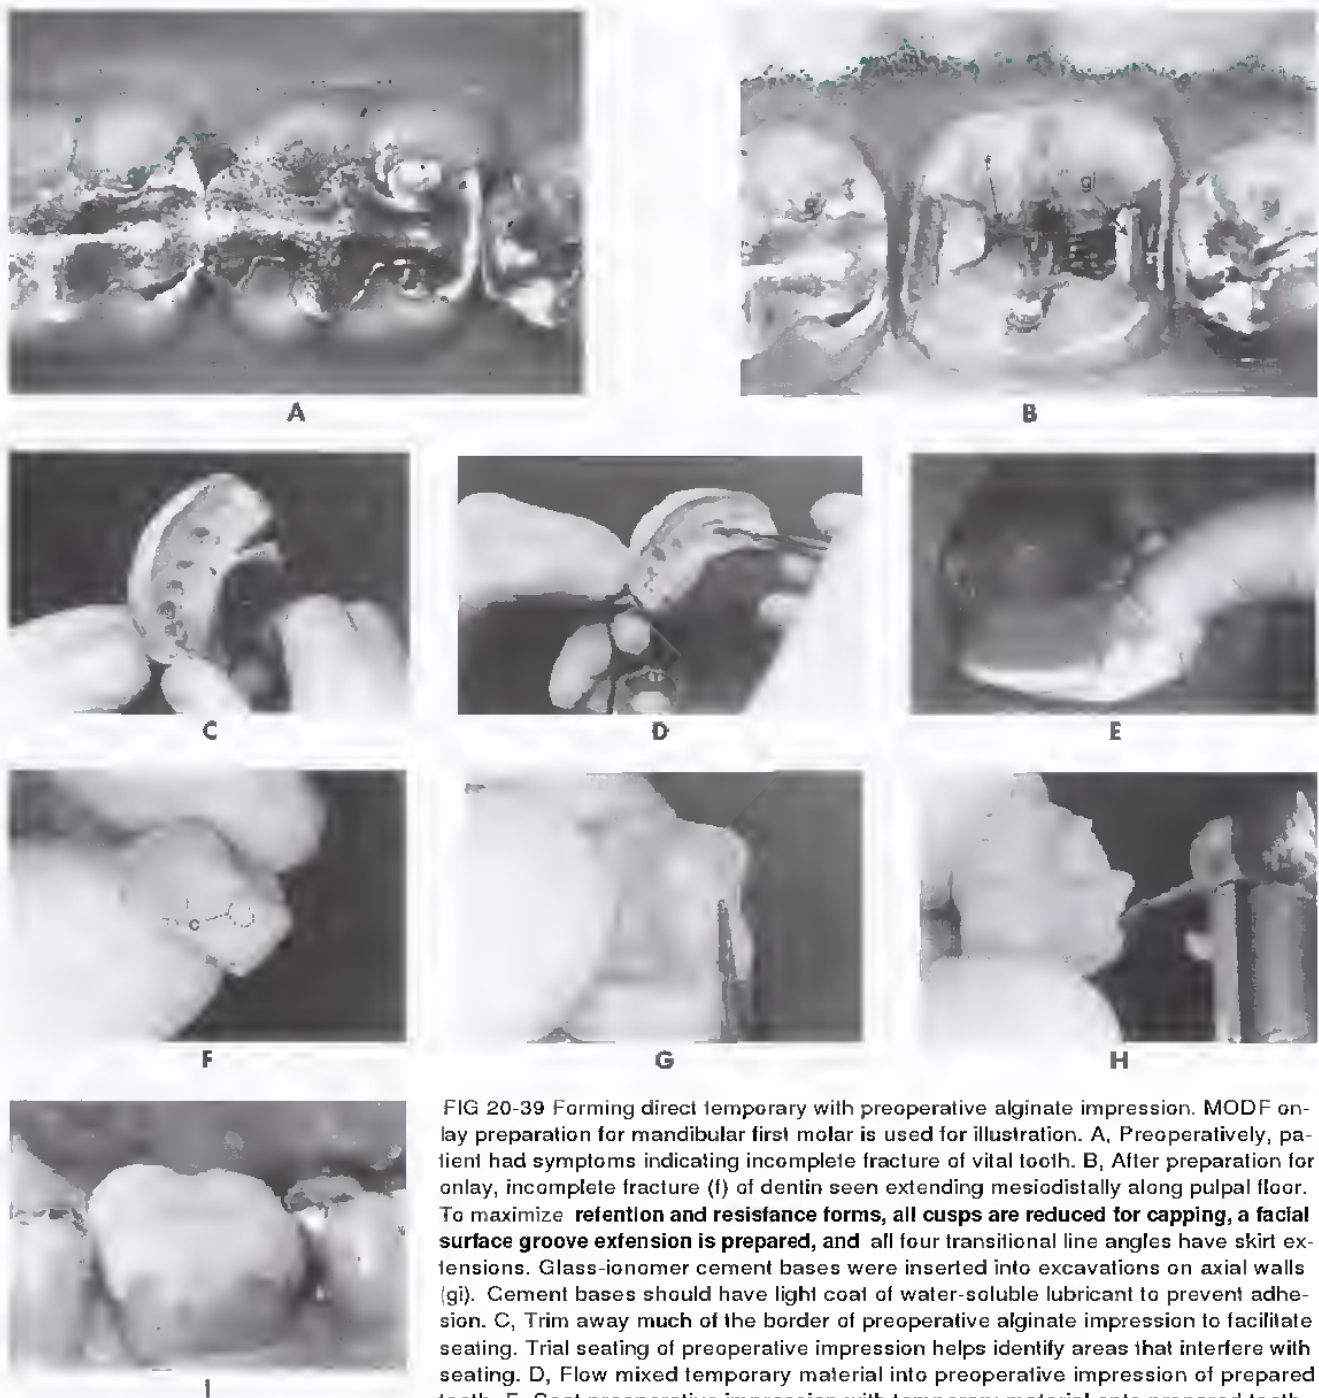 f
gi
A
B
C
D
E
c
F
G
H
I
FIG 20-39 Forming direct temporary with preoperative alginate impression. MODF on-
lay preparation for mandibular first molar is used for illustration. A, Preoperatively, pa-
tient had symptoms indicating incomplete fracture of vital tooth. B, After preparation for
onlay, incomplete fracture (f) of dentin seen extending mesiodistally along pulpal floor.
To maximize retention and resistance forms, all cusps are reduced for capping, a facial
surface groove exfension is prepared, and all four transitional line angles have skirt ex-
tensions. Glass-ionomer cement bases were inserted into excavations on axial walls
(gi). Cement bases should have light coat of water-soluble lubricant to prevent adhe-
sion. C, Trim away much of the border of preoperative alginate impression to facilitate
seating. Trial seating of preoperative impression helps identify areas that interfere with
seating. D, Flow mixed temporary material into preoperative impression of prepared